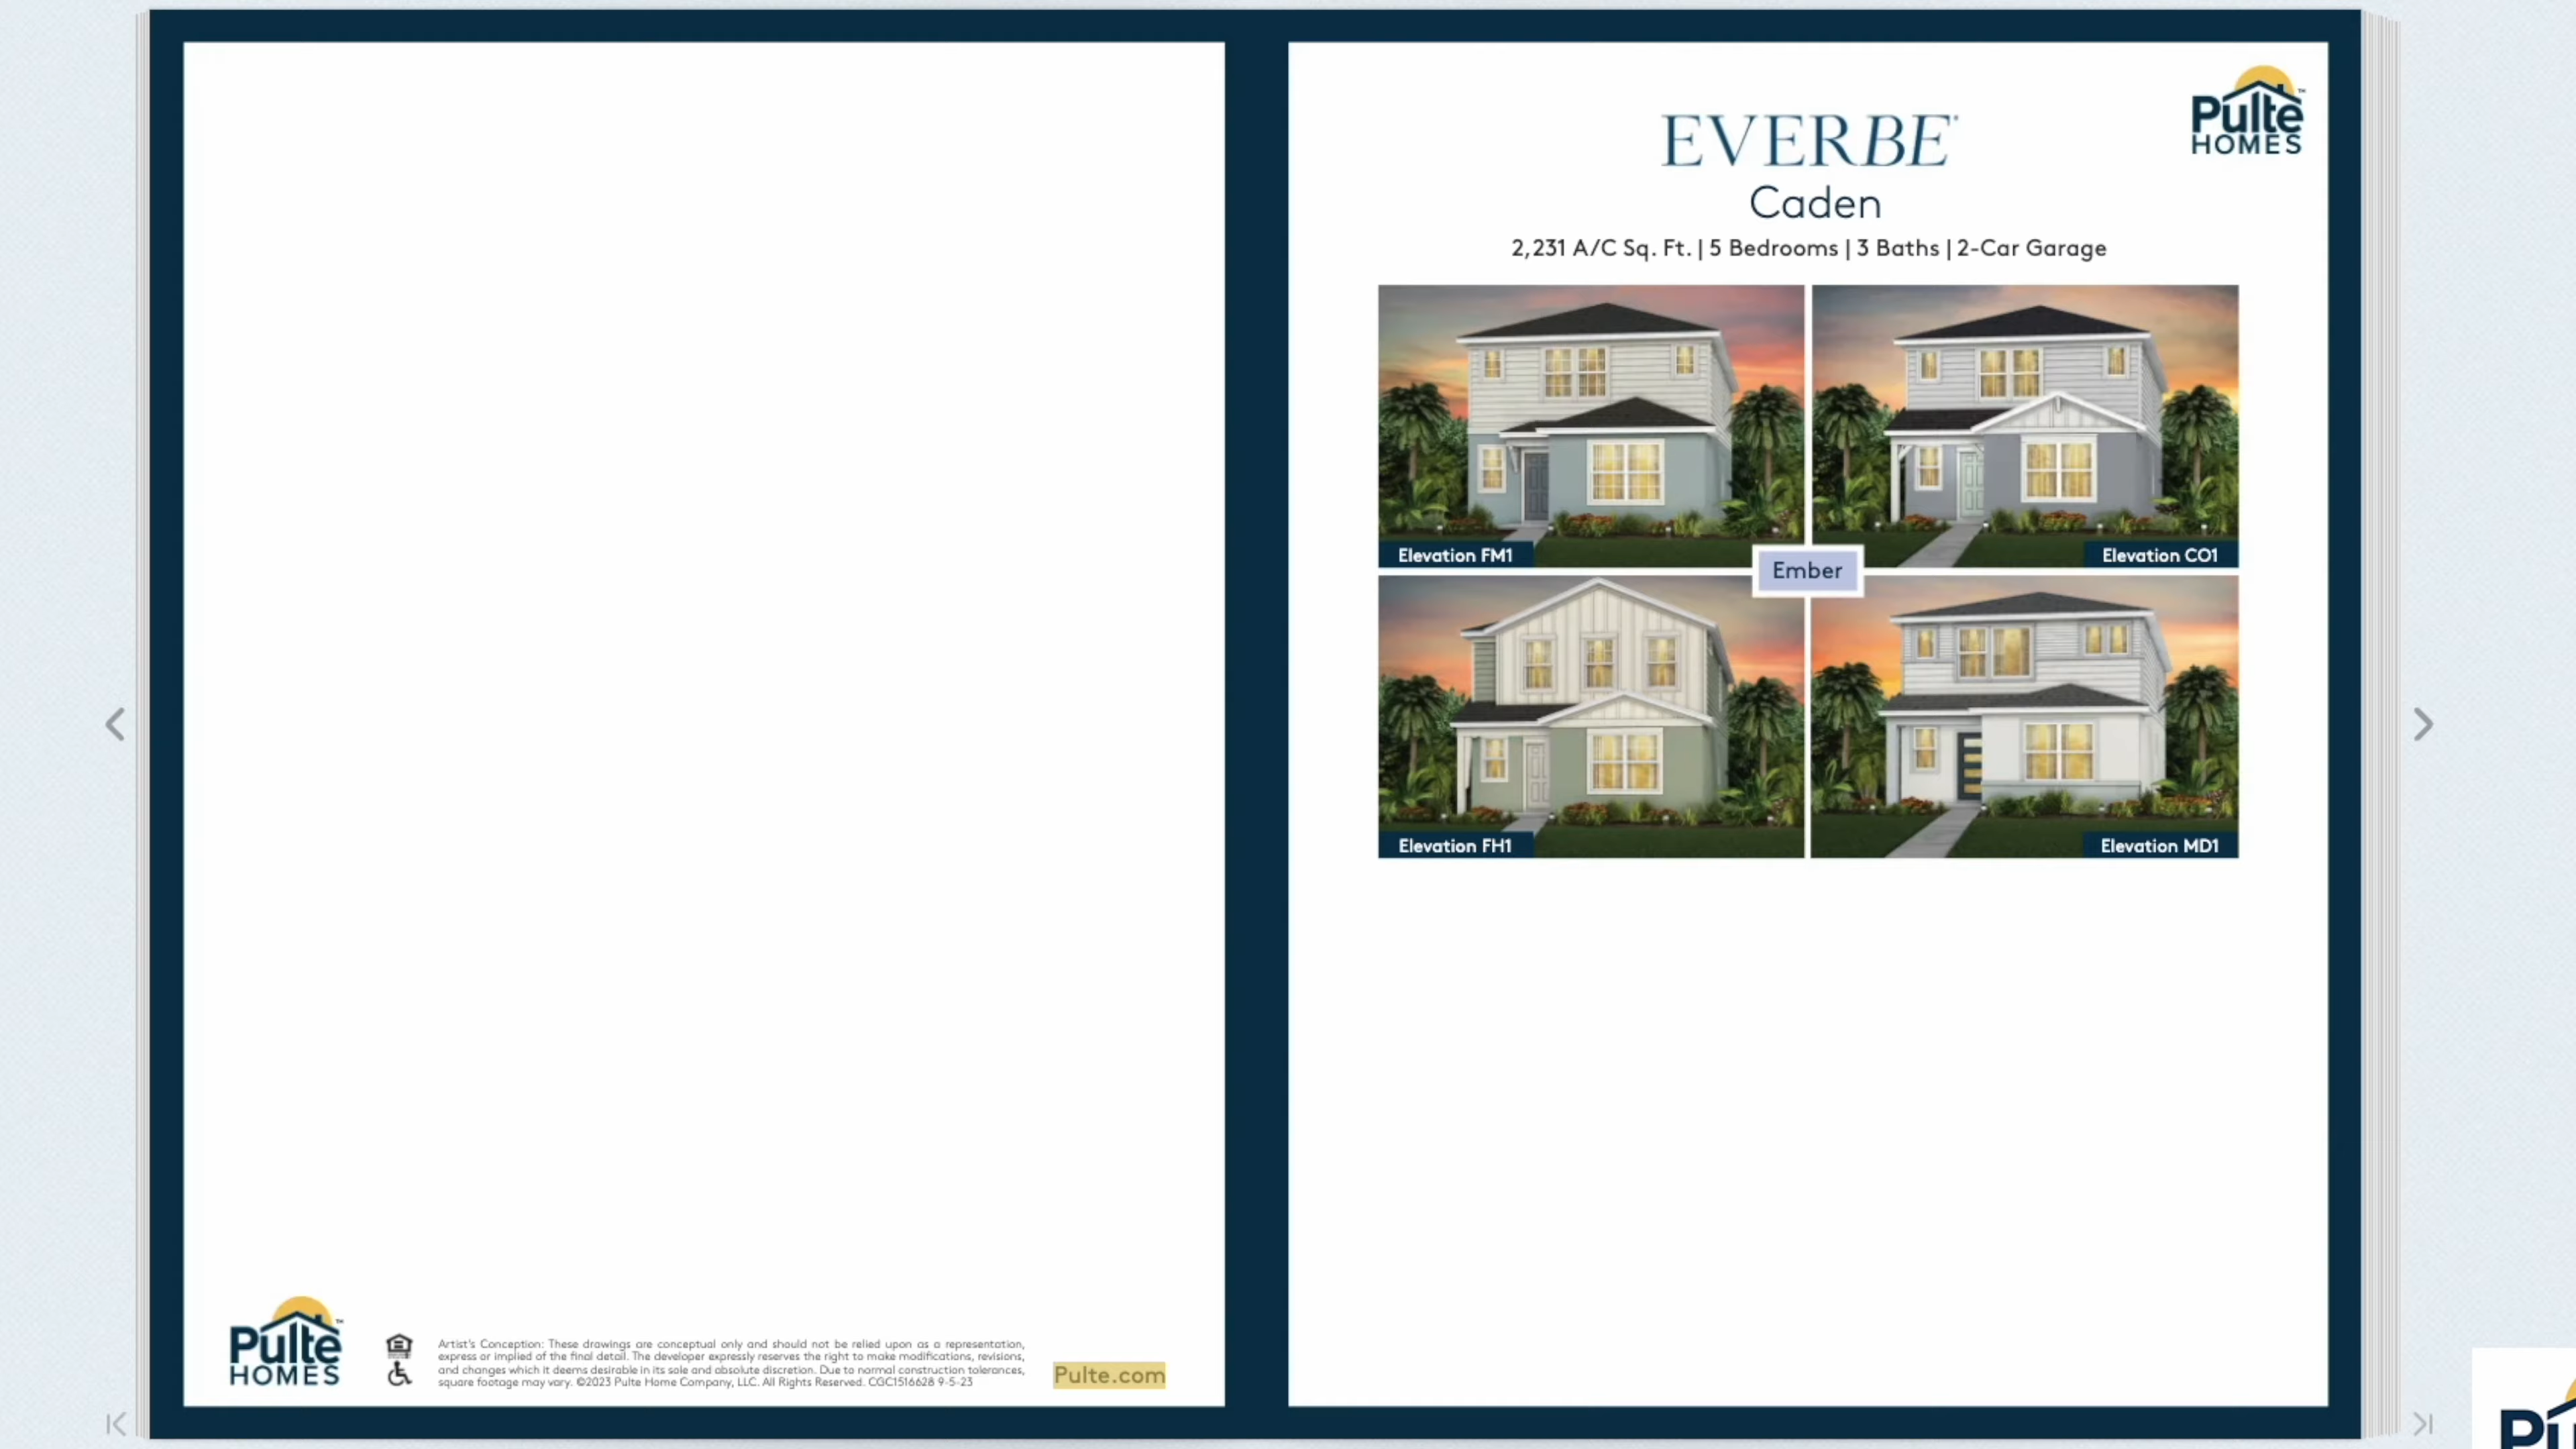 Pulte
HOMES
Artist's Conception: These drawings are conceptual only and should not be relied upon as a representation,
express or implied of the final detail. The developer expressly reserves the right to make modifications, revisions,
and changes which it deems desirable in its sole and absolute discretion. Due to normal construction tolerances,
square footage may vary. ©2023 Pulte Home Company, LLC. All Rights Reserved. CGC1516628 9-5-23
Pulte.com
Pulte™
HOMES
EVERBE
Caden
2,231 A/C Sq. Ft. | 5 Bedrooms | 3 Baths | 2-Car Garage
Elevation FM1
Elevation CO1
Ember
Elevation FH1
Elevation MD1